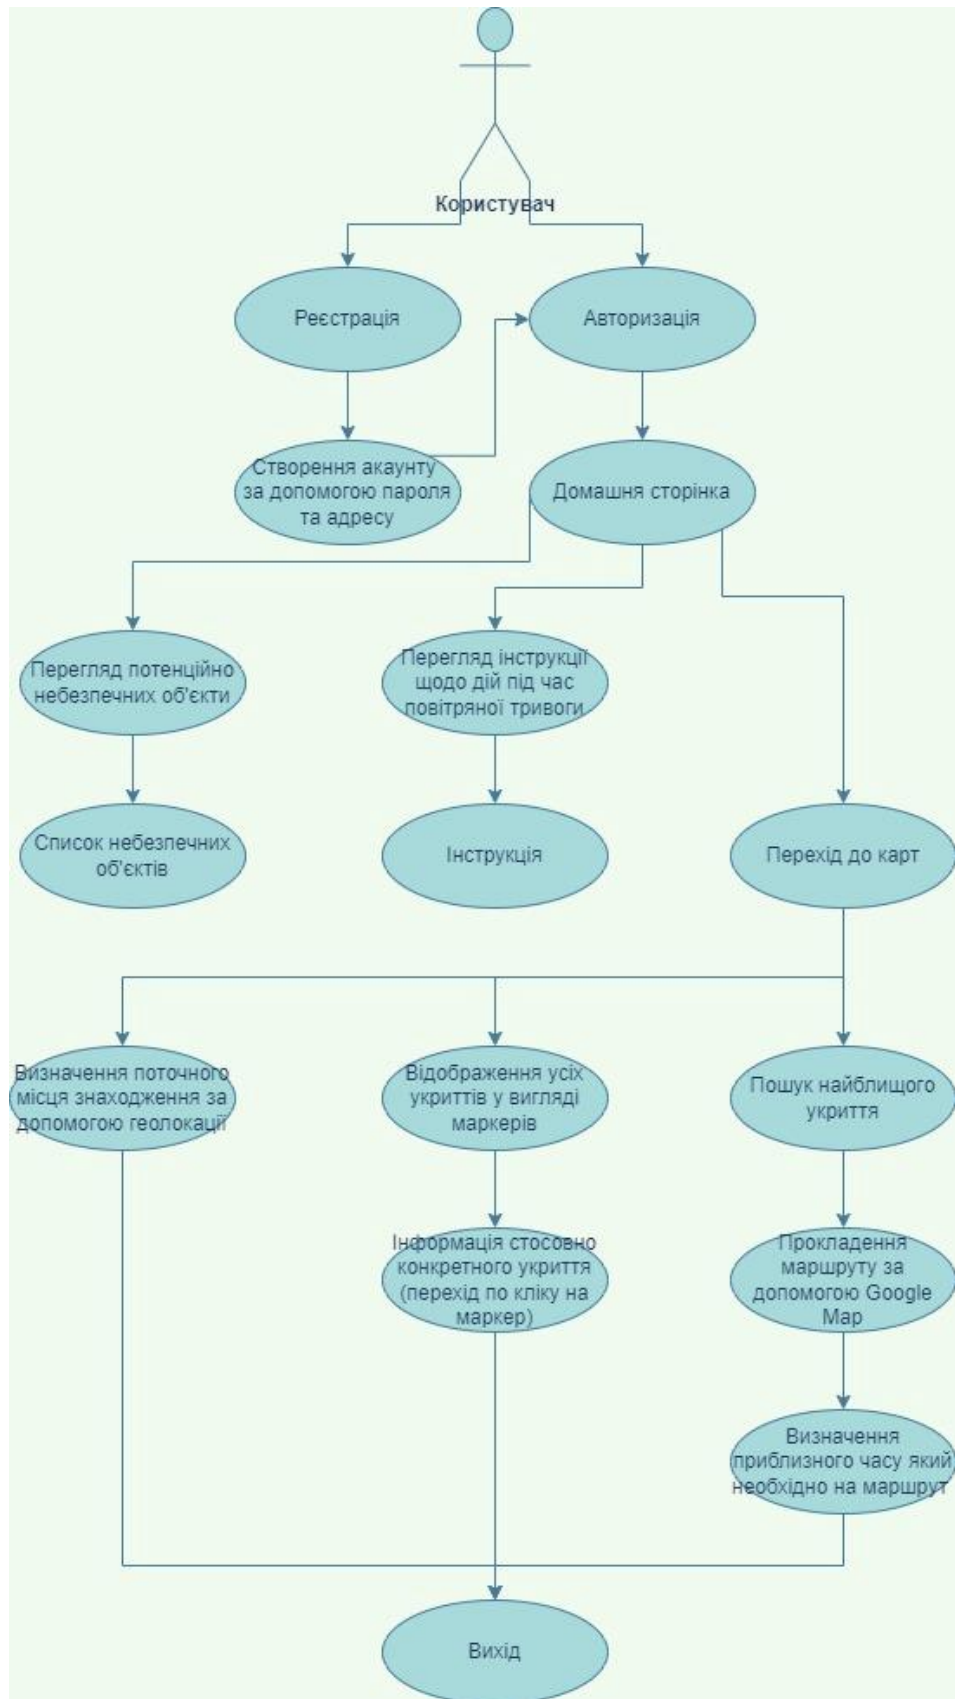 Користувач
Реєстрація
Авторизація
Створення акаунту
за допомогою пароля
та адресу
Домашня сторінка
Перегляд потенційно
небезпечних об'єкти
Перегляд інструкції
щодо дій під час
повітряної тривоги
Список небезпечних
об'єктів
Інструкція
Перехід до карт
Визначення поточного
місця знаходження за
допомогою геолокації
Відображення усіх
укриттів у вигляді
маркерів
Пошук найблищого
укриття
Інформація стосовно
конкретного укриття
(перехід по кліку на
маркер)
Прокладення
маршруту за
допомогою Google
Map
Визначення
приблизного часу який
необхідно на маршрут
Вихід